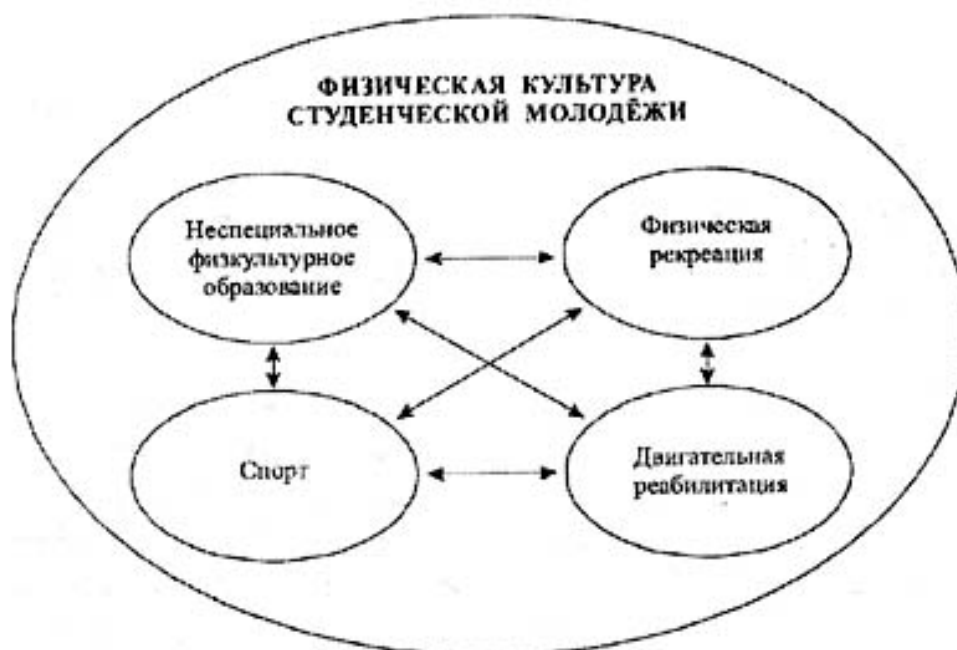 ФИЗИЧЕСКАЯ КУЛЬТУРА
СТУДЕНЧЕСКОЙ МОЛОДЁЖИ
Неспециальное
физкультурное
образование
Физическая
рекреация
Спорт
Двигательная
реабилитация